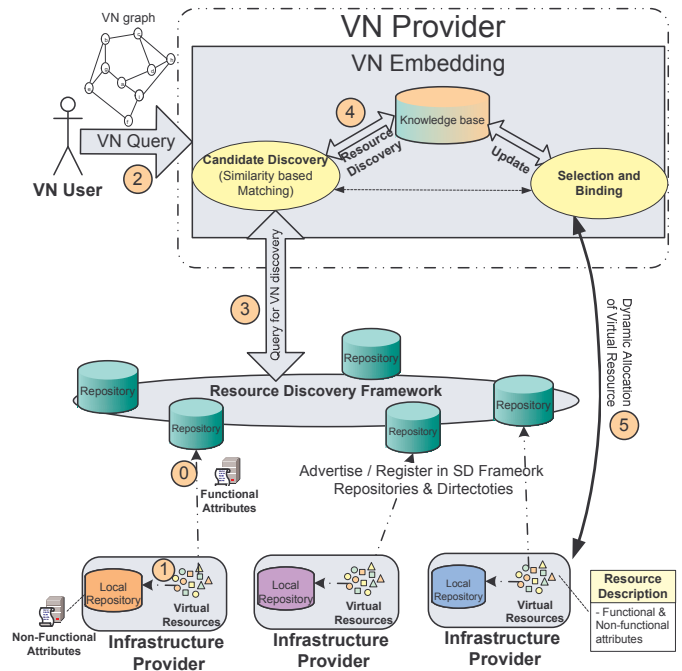 VN graph
VN Provider
VN Embedding
VN Query
VN User
2
4
Knowledge base
Resource
Discovery
Update
Candidate Discovery
(Similarity based
Matching)
Selection and
Binding
3
Query for VN discovery
Dynamic Allocation
of Virtual Resource
5
Repository
Repository
Resource Discovery Framework
Repository
Repository
Repository
0
Functional
Attributes
Advertise / Register in SD Frameork
Repositories & Dirtectoties
1
Local
Repository
Virtual
Resources
Non-Functional
Attributes
Infrastructure
Provider
Local
Repository
Virtual
Resources
Infrastructure
Provider
Local
Repository
Virtual
Resources
Infrastructure
Provider
Resource
Description
- Functional &
Non-functional
attributes